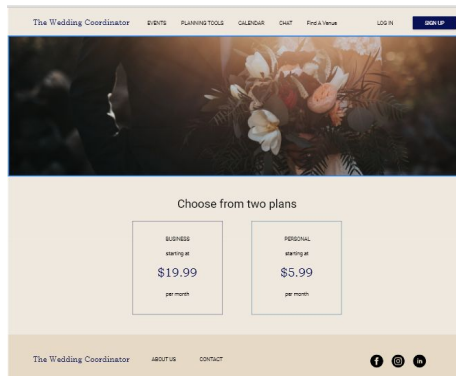 The Wedding Coordinator EVENTS PLANNING TOOLS CALENDAR CHAT Find A Venue LOG IN SIGN UP
Choose from two plans
BUSINESS
starting at
$19.99
per month
PERSONAL
starting at
$5.99
per month
The Wedding Coordinator ABOUT US CONTACT